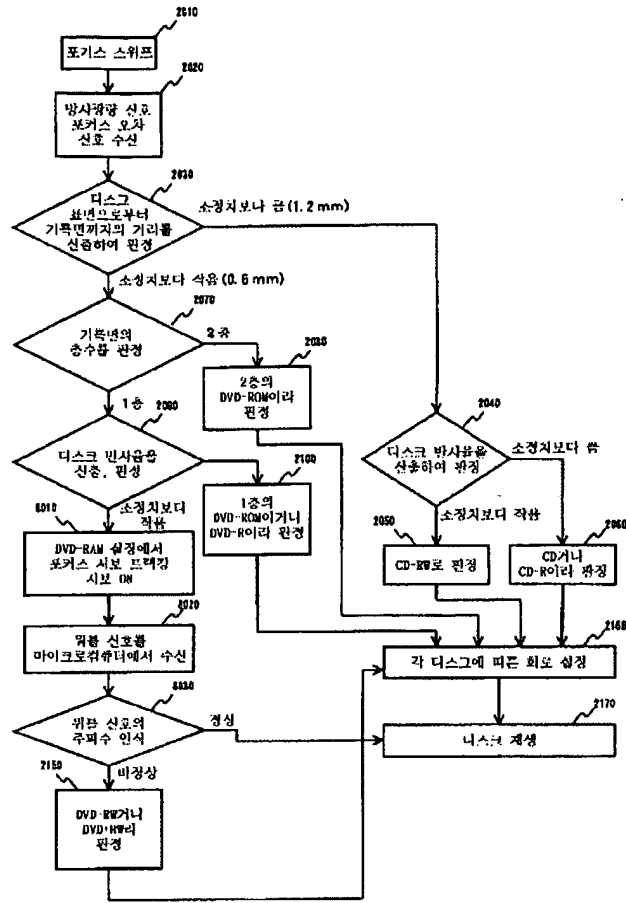 2010
포커스 스위프
2020
방사광량 신호
포커스 오차
신호 수신
2030
디스크
표면으로부터
기록면까지의 거리를
산출하여 판정
소정치보다 큼(1.2 mm)
소정치보다 작음(0.6 mm)
2070
기록면의
층수를 판정
2층
2080
2층의
DVD-ROM이라
판정
1층
2090
디스크 반사율을
산출, 판정
2100
1층의
DVD-ROM이거나
DVD-R이라 판정
2040
디스크 반사율을
산출하여 판정
소정치보다 큼
소정치보다 작음
2050
CD-RW로 판정
2060
CD거나
CD-R이라 판정
소정치보다
작음
DVD-RAM 설정에서
포커스 서보 트래킹
서보 ON
워블 신호를
마이크로컴퓨터에서 수신
2160
각 디스크에 따른 회로 설정
워블 신호의
주파수 인식
정상
2170
디스크 재생
비정상
2150
DVD-RW거나
DVD+RW라
판정